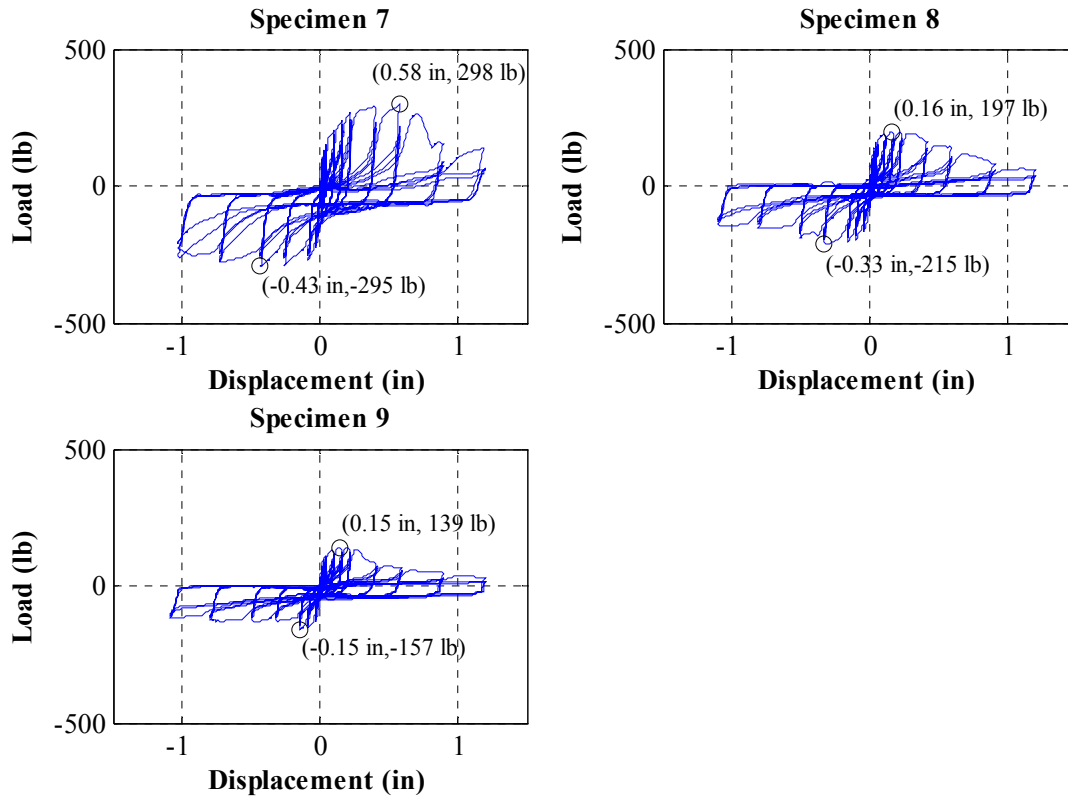 Specimen 7
500
0
-500
Load (lb)
(0.58 in, 298 lb)
(-0.43 in,-295 lb)
-1
0
1
Displacement (in)
Specimen 8
500
0
-500
Load (lb)
(0.16 in, 197 lb)
(-0.33 in,-215 lb)
-1
0
1
Displacement (in)
Specimen 9
500
0
-500
Load (lb)
(0.15 in, 139 lb)
(-0.15 in,-157 lb)
-1
0
1
Displacement (in)